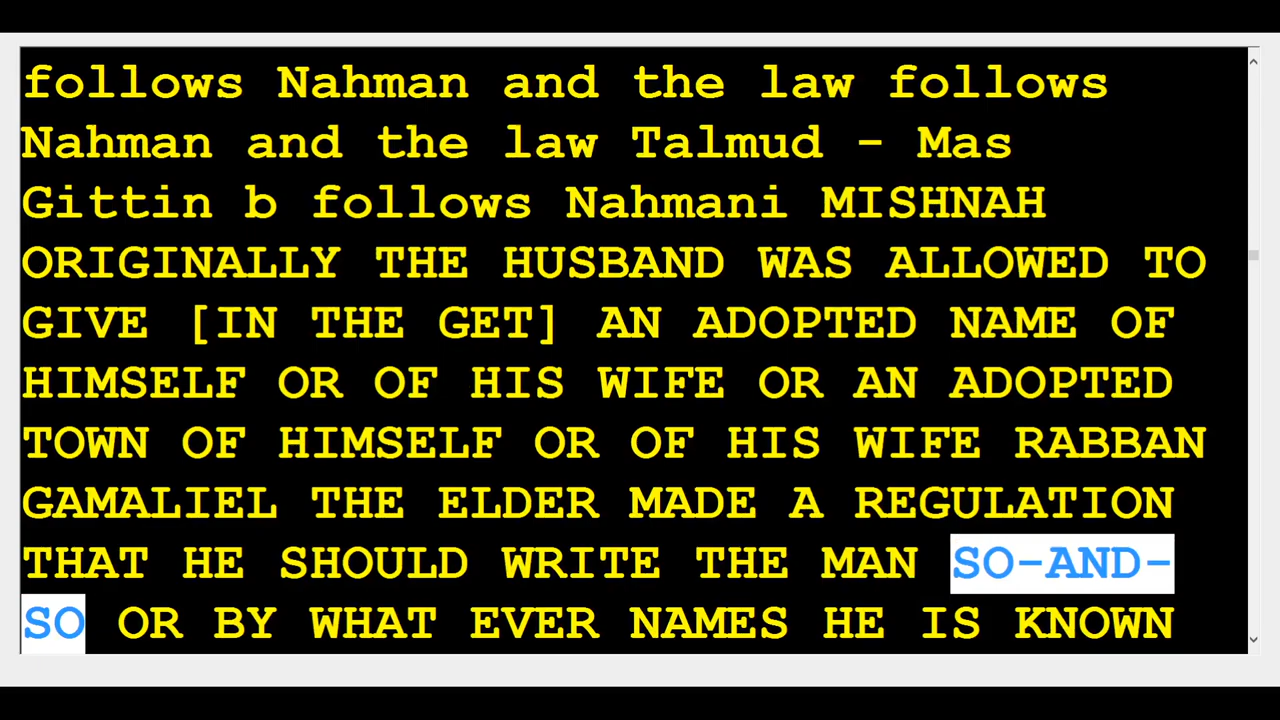 follows Nahman and the law follows
Nahman and the law Talmud - Mas
Gittin b follows Nahmani MISHNAH
ORIGINALLY THE HUSBAND WAS ALLOWED TO
GIVE [IN THE GET] AN ADOPTED NAME OF
HIMSELF OR OF HIS WIFE OR AN ADOPTED
TOWN OF HIMSELF OR OF HIS WIFE RABBAN
GAMALIEL THE ELDER MADE A REGULATION
THAT HE SHOULD WRITE THE MAN SO-AND-
SO OR BY WHAT EVER NAMES HE IS KNOWN